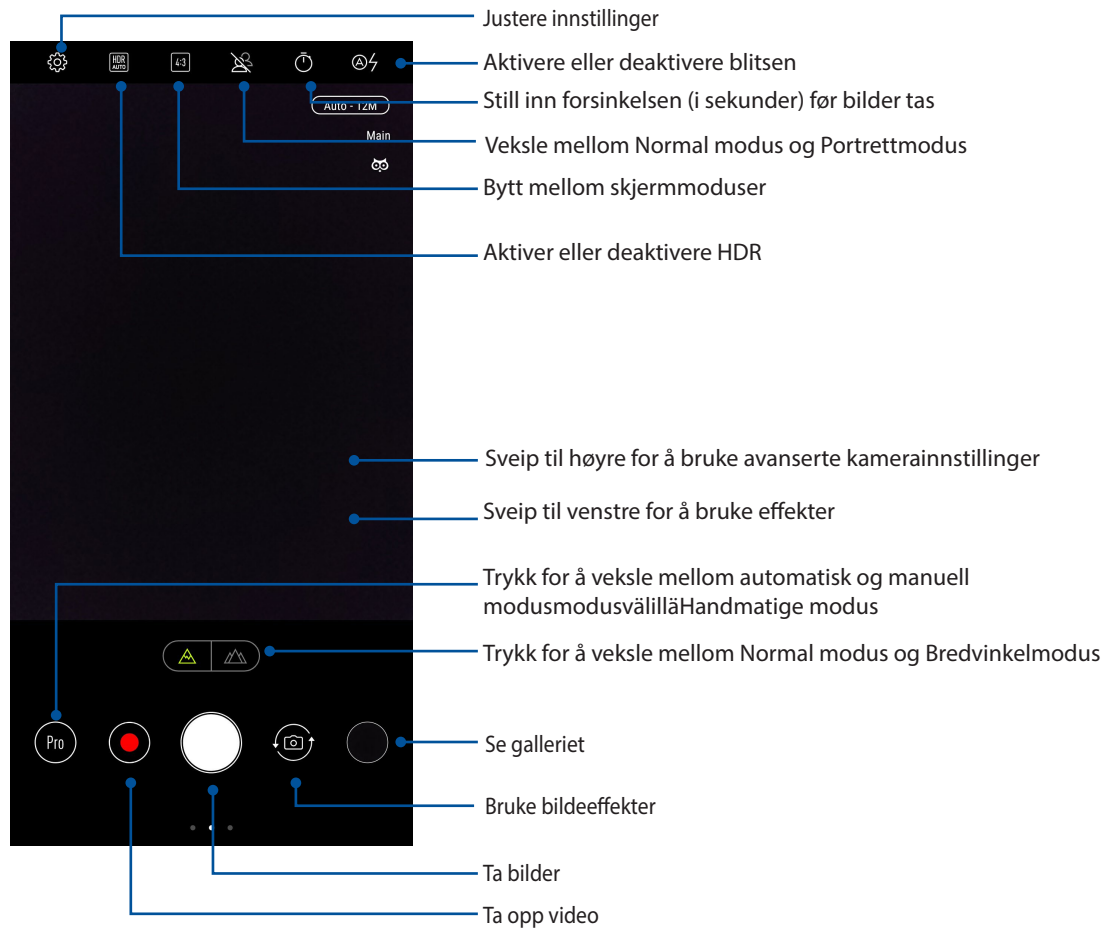 Justere innstillinger
HDR
AUTO
4:3
A
Aktivere eller deaktivere blitsen
Still inn forsinkelsen (i sekunder) før bilder tas
Auto - 12M
Main
Veksle mellom Normal modus og Portrettmodus
Bytt mellom skjermmoduser
Aktiver eller deaktivere HDR
Sveip til høyre for å bruke avanserte kamerainnstillinger
Sveip til venstre for å bruke effekter
Trykk for å veksle mellom automatisk og manuell
modusmodusvälilläHandmatige modus
Trykk for å veksle mellom Normal modus og Bredvinkelmodus
Pro
Se galleriet
Bruke bildeeffekter
Ta bilder
Ta opp video